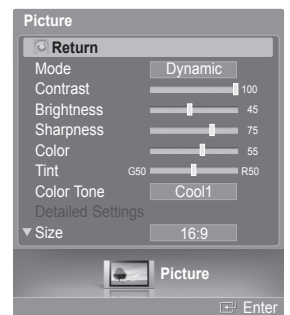 Picture
Return
Mode Dynamic
Contrast 100
Brightness 45
Sharpness 75
Color 55
Tint G50 R50
Color Tone Cool1
Detailed Settings
▼ Size 16:9
Picture
Enter